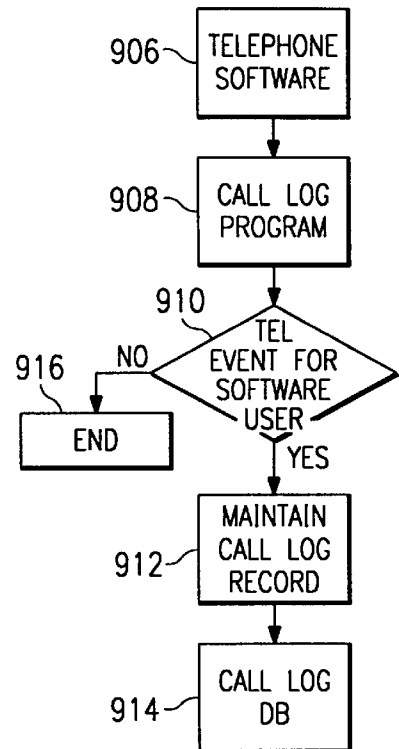 906
TELEPHONE
SOFTWARE
908
CALL LOG
PROGRAM
910
TEL
EVENT FOR
SOFTWARE
USER
NO
916
END
YES
912
MAINTAIN
CALL LOG
RECORD
914
CALL LOG
DB